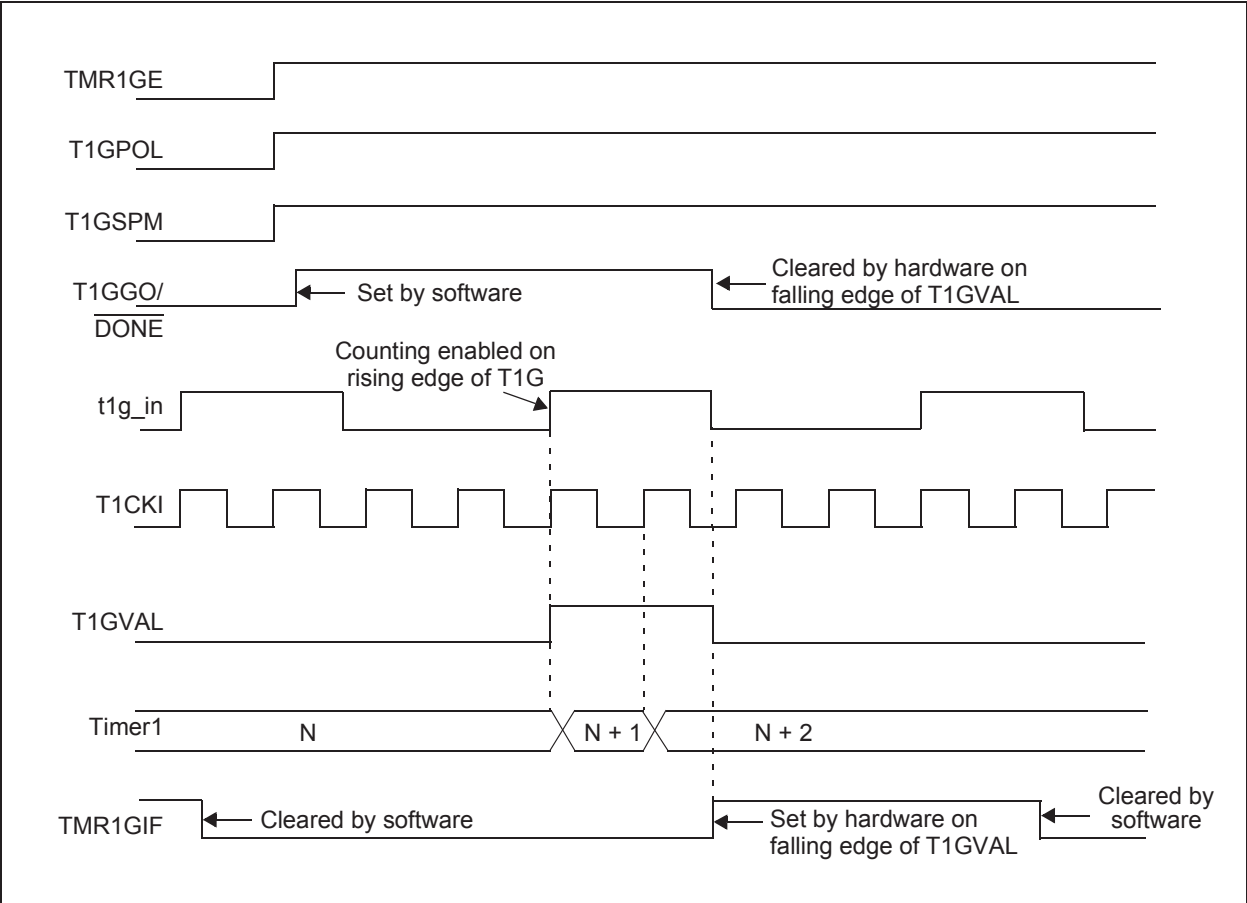 TMR1GE
T1GPOL
T1GSPM
T1GGO/
DONE
Set by software
Cleared by hardware on
falling edge of T1GVAL
Counting enabled on
rising edge of T1G
t1g_in
T1CKI
T1GVAL
Timer1
N
N + 1
N + 2
TMR1GIF
Cleared by software
Set by hardware on
falling edge of T1GVAL
Cleared by
software